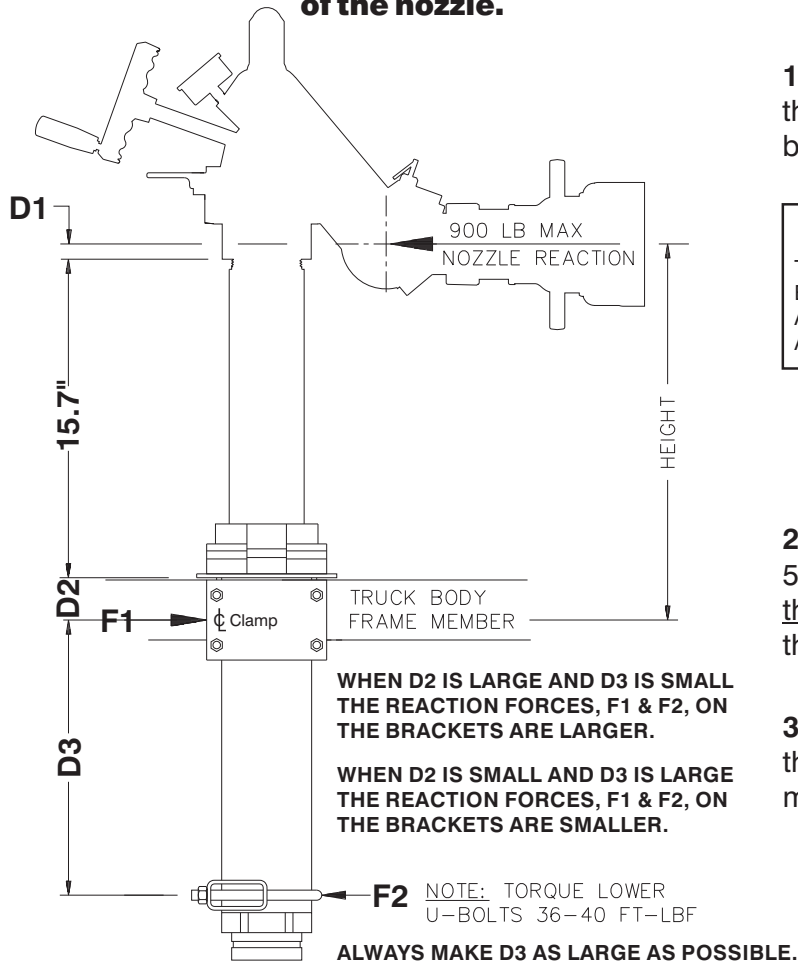 of the nozzle.
1
th
b
D1
900 LB MAX
NOZZLE REACTION
T
A
A
15.7"
HEIGHT
2
5
th
th
D2
F1
℄ Clamp
TRUCK BODY
FRAME MEMBER
WHEN D2 IS LARGE AND D3 IS SMALL
THE REACTION FORCES, F1 & F2, ON
THE BRACKETS ARE LARGER.
3
th
m
D3
WHEN D2 IS SMALL AND D3 IS LARGE
THE REACTION FORCES, F1 & F2, ON
THE BRACKETS ARE SMALLER.
F2
NOTE: TORQUE LOWER
U-BOLTS 36-40 FT-LBF
ALWAYS MAKE D3 AS LARGE AS POSSIBLE.